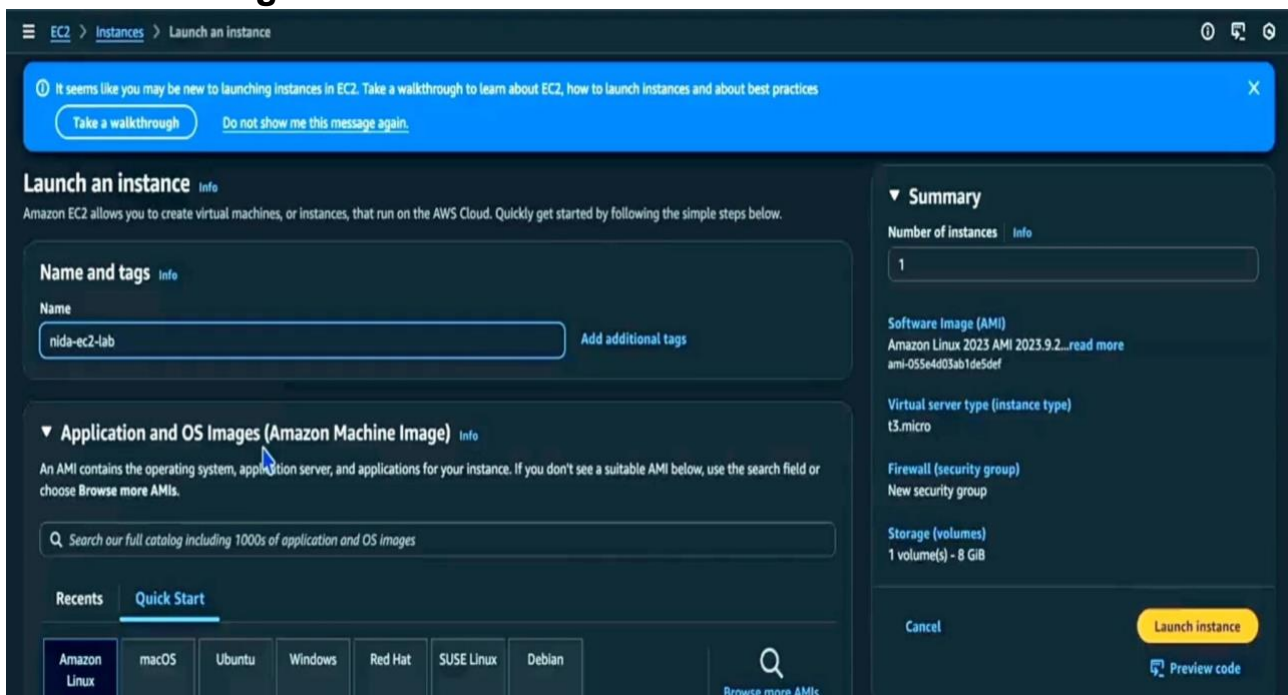 EC2 > Instances > Launch an instance
It seems like you may be new to launching instances in EC2. Take a walkthrough to learn about EC2, how to launch instances and about best practices
Take a walkthrough
Do not show me this message again.
Launch an instance Info
Amazon EC2 allows you to create virtual machines, or instances, that run on the AWS Cloud. Quickly get started by following the simple steps below.
Name and tags Info
Name
nida-ec2-lab
Add additional tags
Application and OS Images (Amazon Machine Image) Info
An AMI contains the operating system, application server, and applications for your instance. If you don't see a suitable AMI below, use the search field or
choose Browse more AMIs.
Search our full catalog including 1000s of application and OS images
Recents
Quick Start
Amazon
Linux
macOS
Ubuntu
Windows
Red Hat
SUSE Linux
Debian
Browse more AMIs
Summary
Number of instances Info
1
Software Image (AMI)
Amazon Linux 2023 AMI 2023.9.2...read more
ami-055e4d03ab1de5def
Virtual server type (instance type)
t3.micro
Firewall (security group)
New security group
Storage (volumes)
1 volume(s) - 8 GiB
Cancel
Launch instance
Preview code